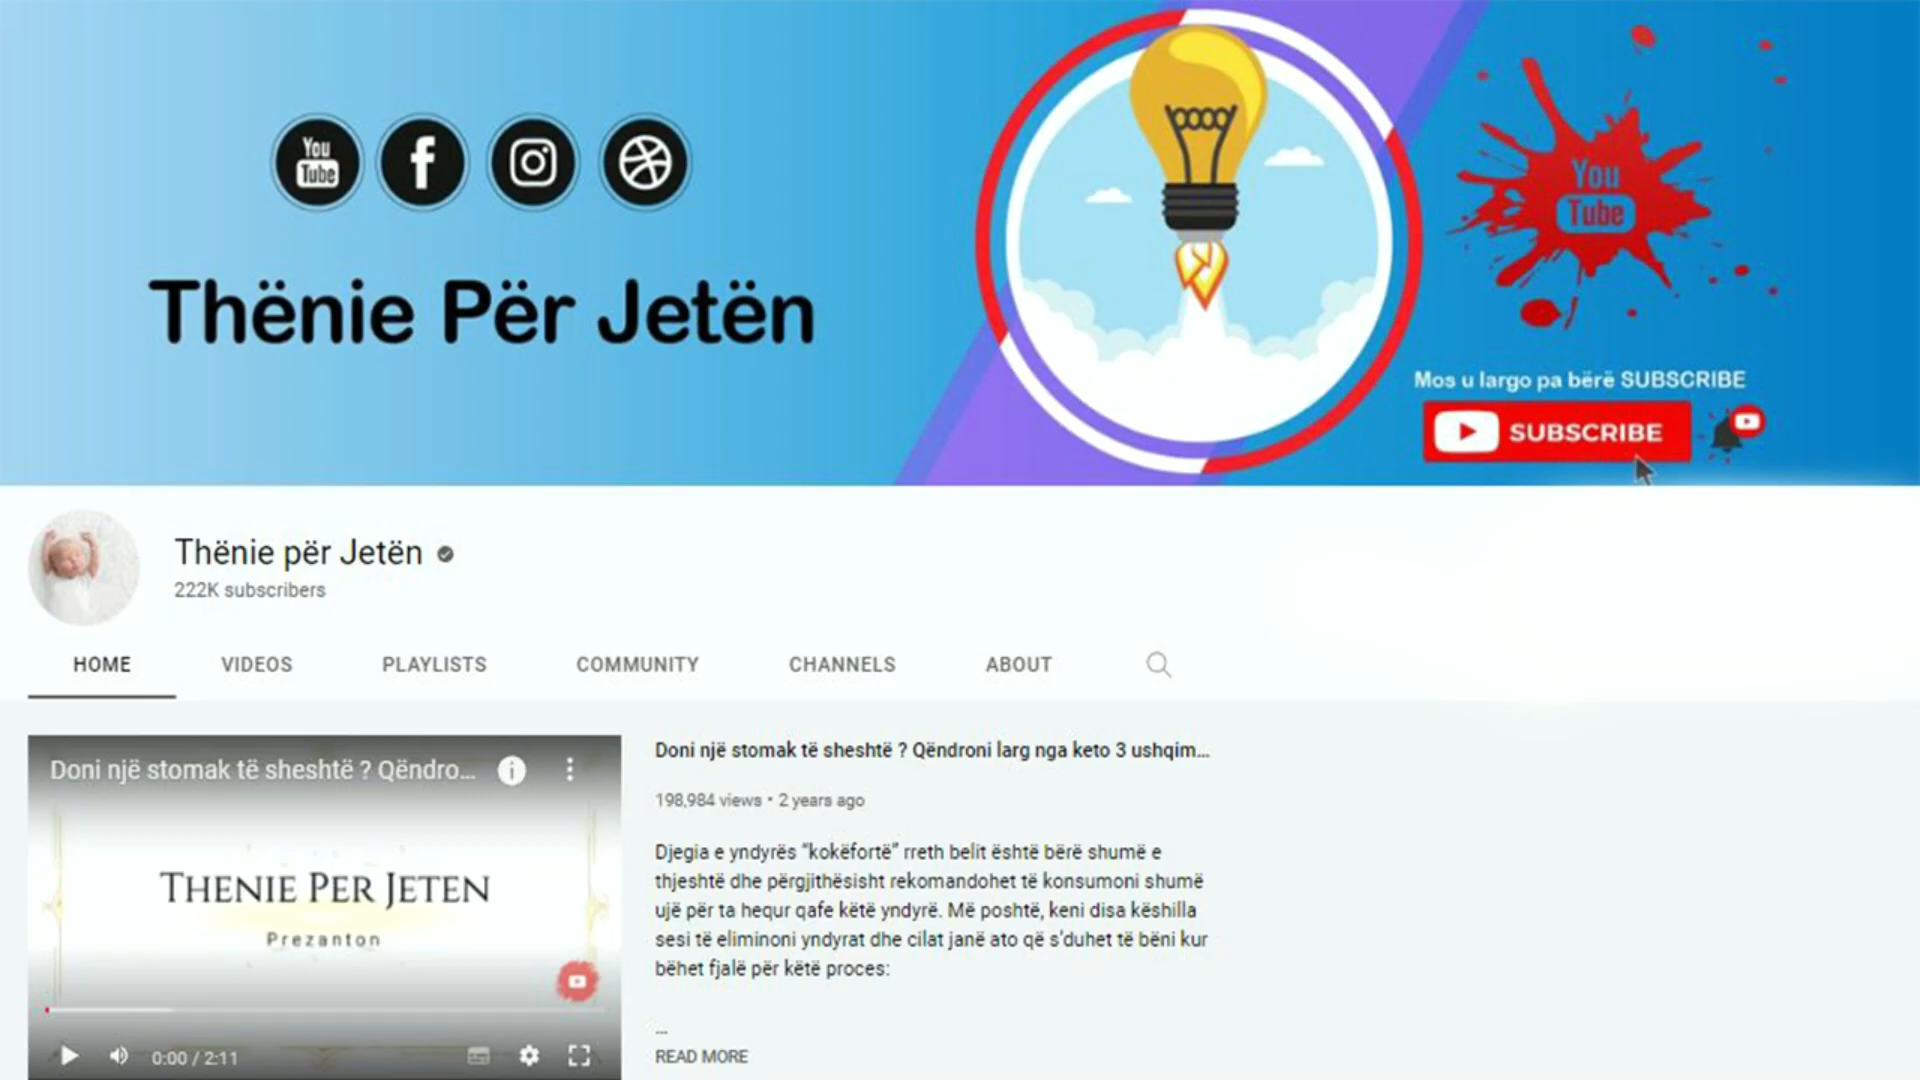 You
Tube
Thënie Për Jetën
You
Tube
Mos u largo pa bërë SUBSCRIBE
SUBSCRIBE
Thënie për Jetën
222K subscribers
HOME VIDEOS PLAYLISTS COMMUNITY CHANNELS ABOUT
Doni një stomak të sheshtë ? Qëndro...
THENIE PER JETEN
Prezanton
0:00 / 2:11
Doni një stomak të sheshtë ? Qëndroni larg nga keto 3 ushqim...
198,984 views • 2 years ago
Djegia e yndyrës “kokëfortë” rreth belit është bërë shumë e
thjeshtë dhe përgjithësisht rekomandohet të konsumoni shumë
ujë për ta hequr qafe këtë yndyrë. Më poshtë, keni disa këshilla
sesi të eliminoni yndyrat dhe cilat janë ato që s'duhet të bëni kur
bëhet fjalë për këtë proces:
...
READ MORE